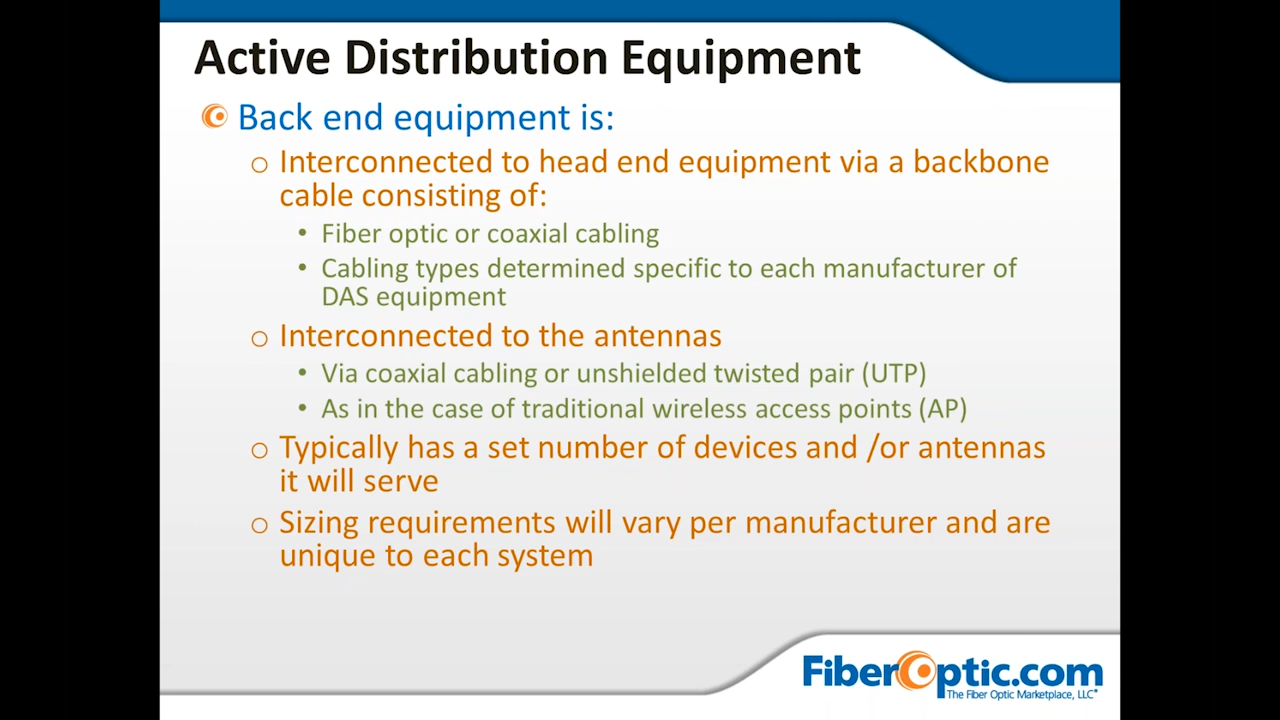 Active Distribution Equipment
Back end equipment is:
o Interconnected to head end equipment via a backbone
cable consisting of:
• Fiber optic or coaxial cabling
• Cabling types determined specific to each manufacturer of
DAS equipment
o Interconnected to the antennas
• Via coaxial cabling or unshielded twisted pair (UTP)
• As in the case of traditional wireless access points (AP)
o Typically has a set number of devices and /or antennas
it will serve
o Sizing requirements will vary per manufacturer and are
unique to each system
FiberOptic.com
The Fiber Optic Marketplace, LLC®